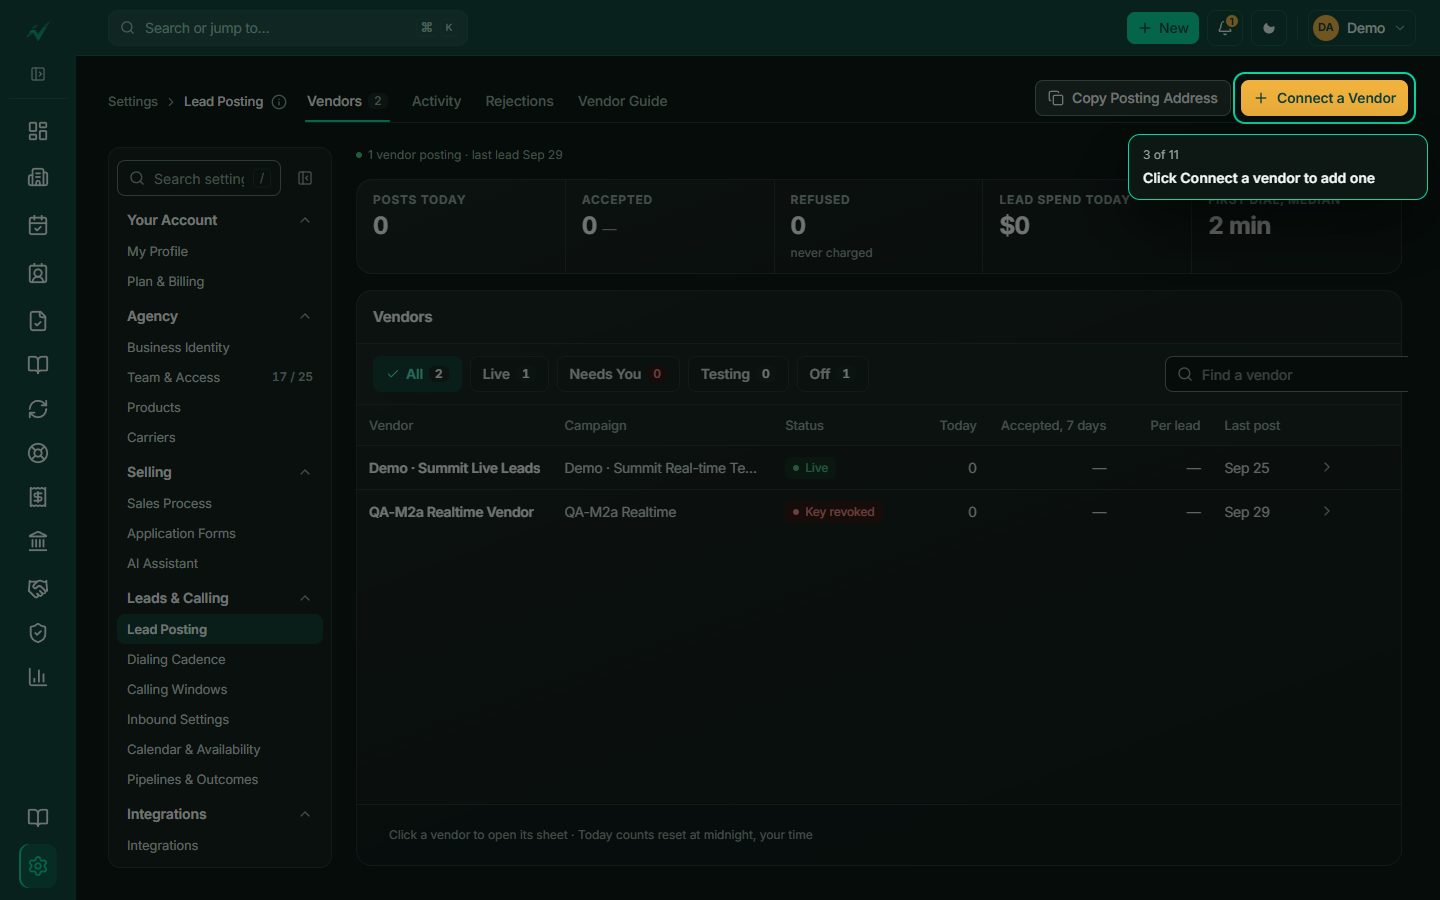 Search or jump to...
⌘ K
New
1
DA
Demo
Settings
Lead Posting
Vendors 2
Activity
Rejections
Vendor Guide
Copy Posting Address
Connect a Vendor
3 of 11
Click Connect a vendor to add one
/
Your Account
My Profile
Plan & Billing
Agency
Business Identity
Team & Access 17 / 25
Products
Carriers
Selling
Sales Process
Application Forms
AI Assistant
Leads & Calling
Lead Posting
Dialing Cadence
Calling Windows
Inbound Settings
Calendar & Availability
Pipelines & Outcomes
Integrations
Integrations
1 vendor posting · last lead Sep 29
POSTS TODAY
0
ACCEPTED
0 —
REFUSED
0
never charged
LEAD SPEND TODAY
$0
FIRST DIAL, MEDIAN
2 min
Vendors
All 2
Live 1
Needs You 0
Testing 0
Off 1
Find a vendor
Vendor Campaign Status Today Accepted, 7 days Per lead Last post
Demo · Summit Live Leads Demo · Summit Real-time Te... Live 0 — — Sep 25
QA-M2a Realtime Vendor QA-M2a Realtime Key revoked 0 — — Sep 29
Click a vendor to open its sheet · Today counts reset at midnight, your time